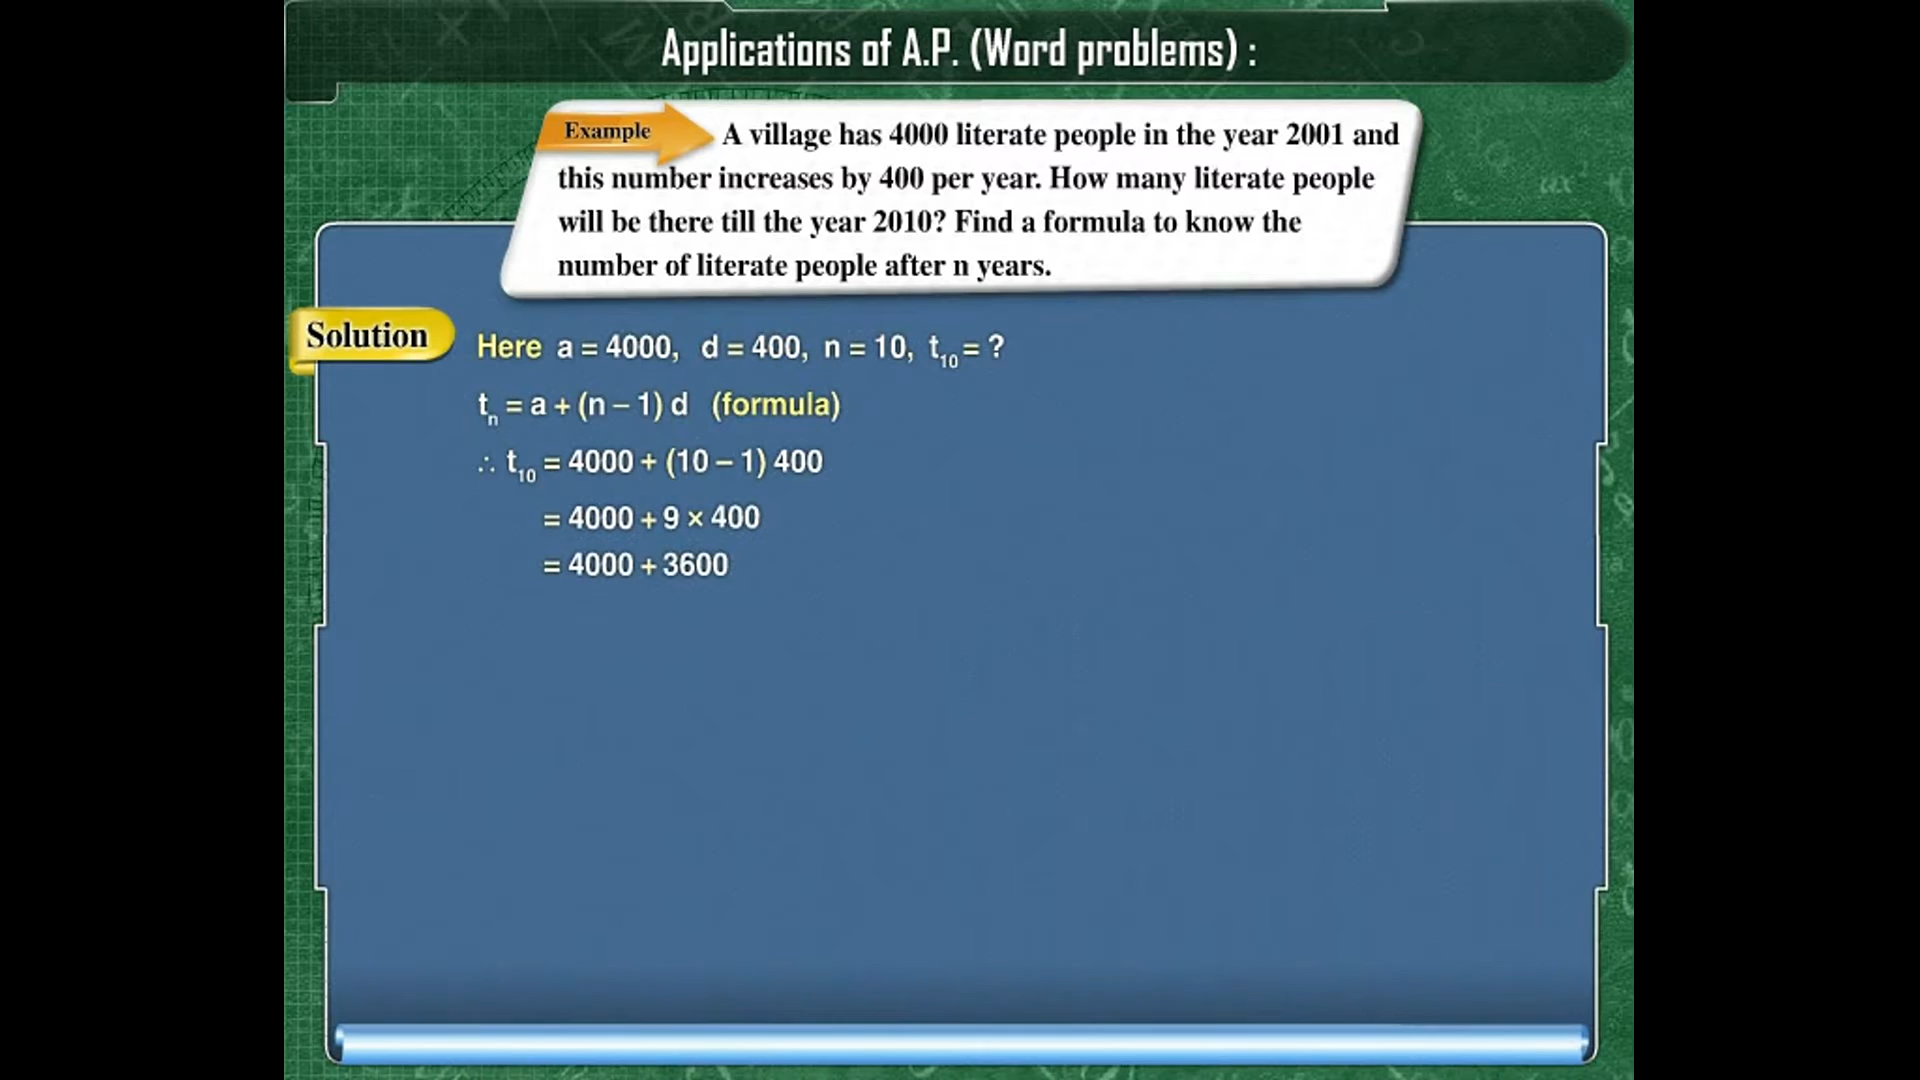 Applications of A.P. (Word problems) :
Example A village has 4000 literate people in the year 2001 and
this number increases by 400 per year. How many literate people
will be there till the year 2010? Find a formula to know the
number of literate people after n years.
Solution
Here a = 4000, d = 400, n = 10, t₁₀ = ?
tₙ = a + (n – 1) d (formula)
∴ t₁₀ = 4000 + (10 – 1) 400
= 4000 + 9 × 400
= 4000 + 3600